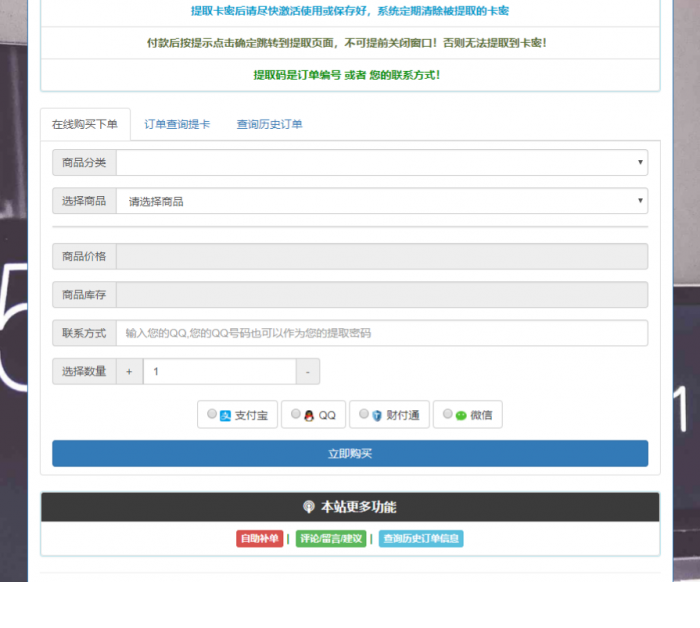 提取卡密后请尽快激活使用或保存好，系统定期清除被提取的卡密
付款后按提示点击确定跳转到提取页面，不可提前关闭窗口！否则无法提取到卡密！
提取码是订单编号 或者 您的联系方式！
在线购买下单 订单查询提卡 查询历史订单
商品分类
选择商品 请选择商品
商品价格
商品库存
联系方式 输入您的QQ,您的QQ号码也可以作为您的提取密码
选择数量 + 1 -
支付宝 QQ 财付通 微信
立即购买
本站更多功能
自助补单 | 评论/留言/建议 | 查询历史订单信息
5
1